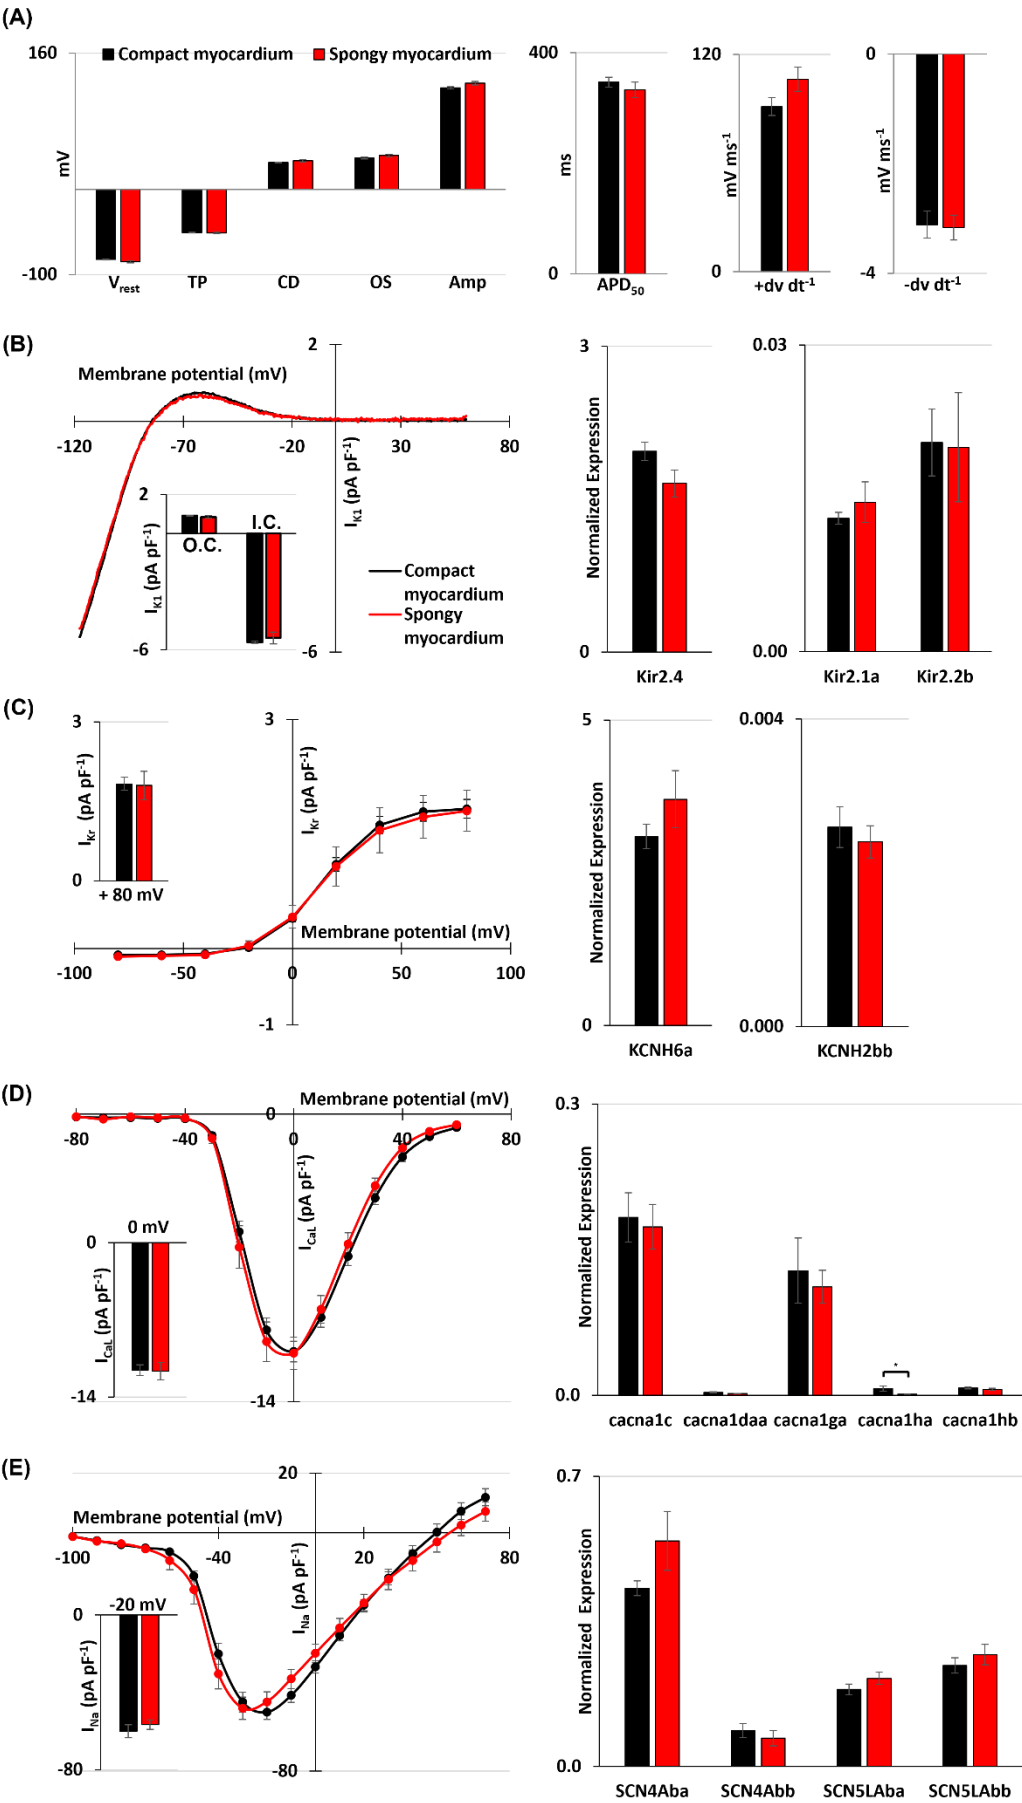 (A)
160
Compact myocardium
Spongy myocardium
mV
-100
Vrest
TP
CD
OS
Amp
400
ms
0
APD50
120
mV ms-1
0
+dv dt-1
0
mV ms-1
-4
-dv dt-1
(B)
2
Membrane potential (mV)
-120
-70
-20
30
80
IK1 (pA pF-1)
-6
2
I.C.
O.C.
IK1 (pA pF-1)
-6
Compact
myocardium
Spongy
myocardium
3
Normalized Expression
0
Kir2.4
0.03
0.00
Kir2.1a
Kir2.2b
(C)
3
IKr (pA pF-1)
0
+ 80 mV
3
IKr (pA pF-1)
Membrane potential (mV)
-100
-50
0
50
100
-1
5
Normalized Expression
0
KCNH6a
0.004
0.000
KCNH2bb
(D)
Membrane potential (mV)
0
-80
-40
0
40
80
ICaL (pA pF-1)
-14
0 mV
0
ICaL (pA pF-1)
-14
0.3
Normalized Expression
*
0.0
cacna1c
cacna1daa
cacna1ga
cacna1ha
cacna1hb
(E)
20
Membrane potential (mV)
-100
-40
20
80
INa (pA pF-1)
-80
-20 mV
0
INa (pA pF-1)
-80
0.7
Normalized Expression
0.0
SCN4Aba
SCN4Abb
SCN5LAba
SCN5LAbb